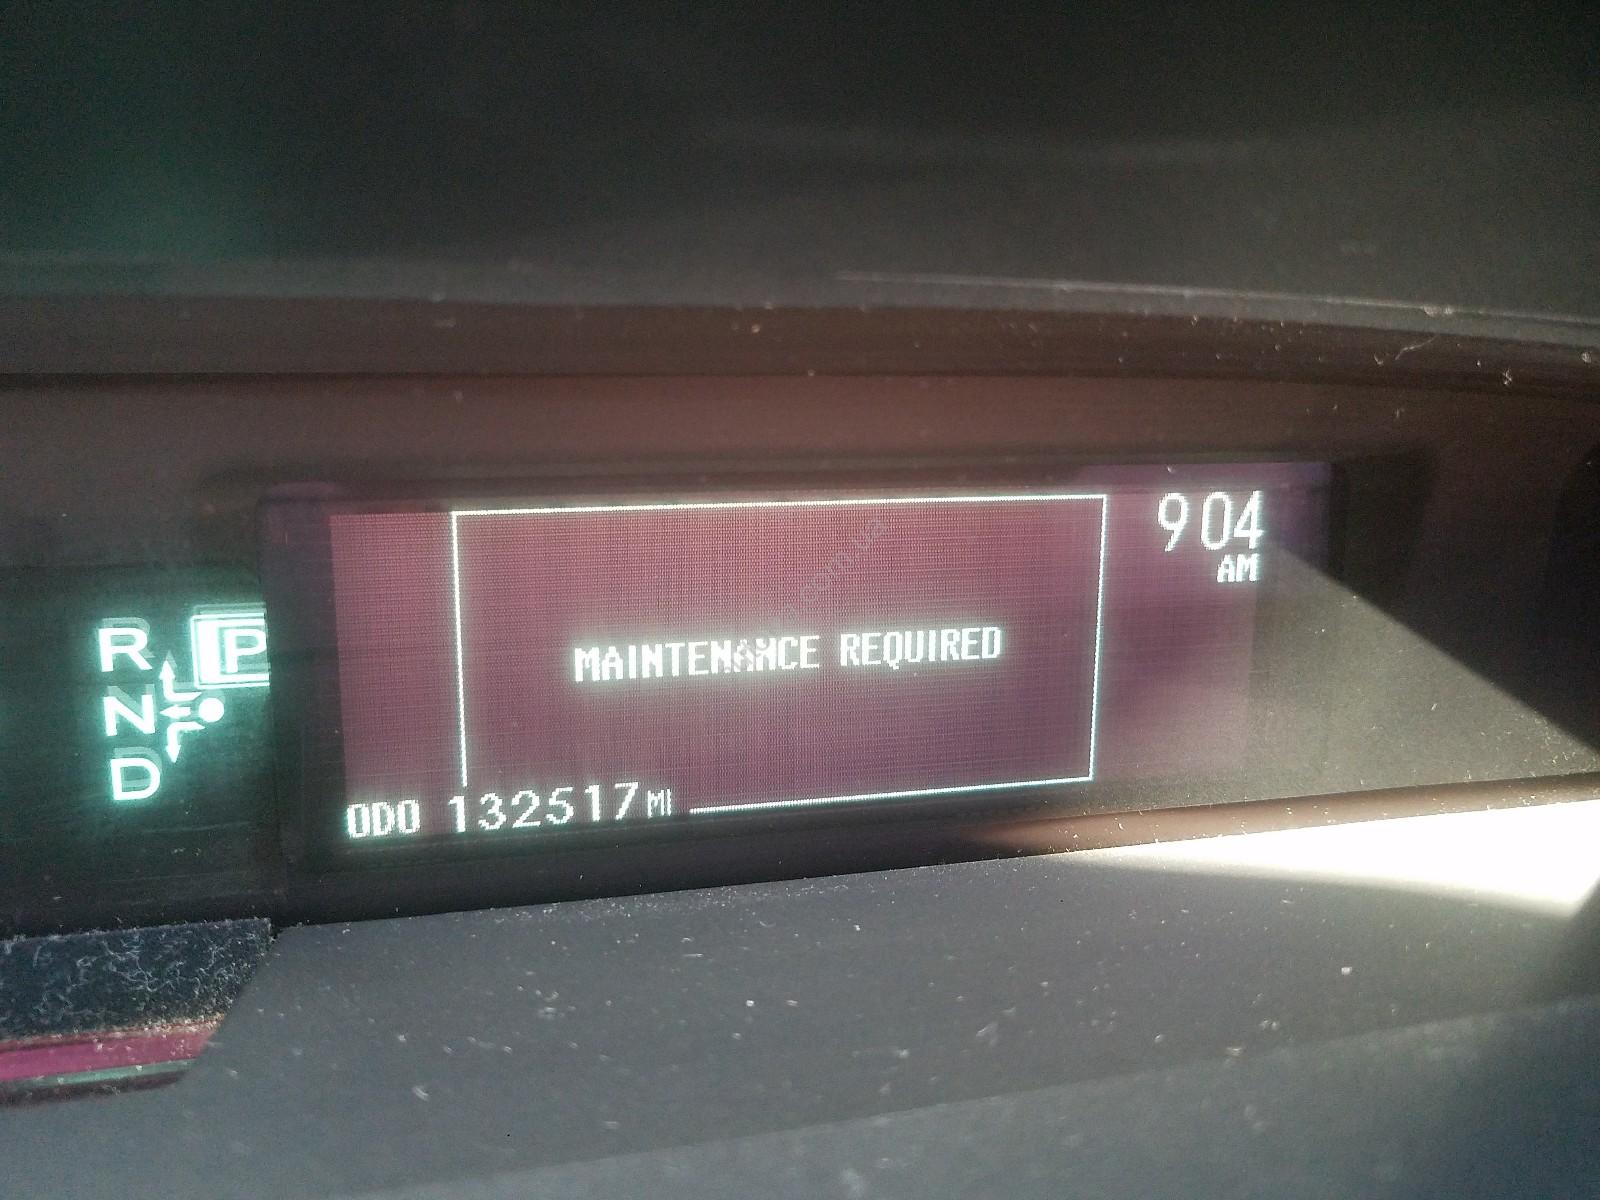 9 04
AM
R P
N
D
MAINTENANCE REQUIRED
ODO 132517 MI